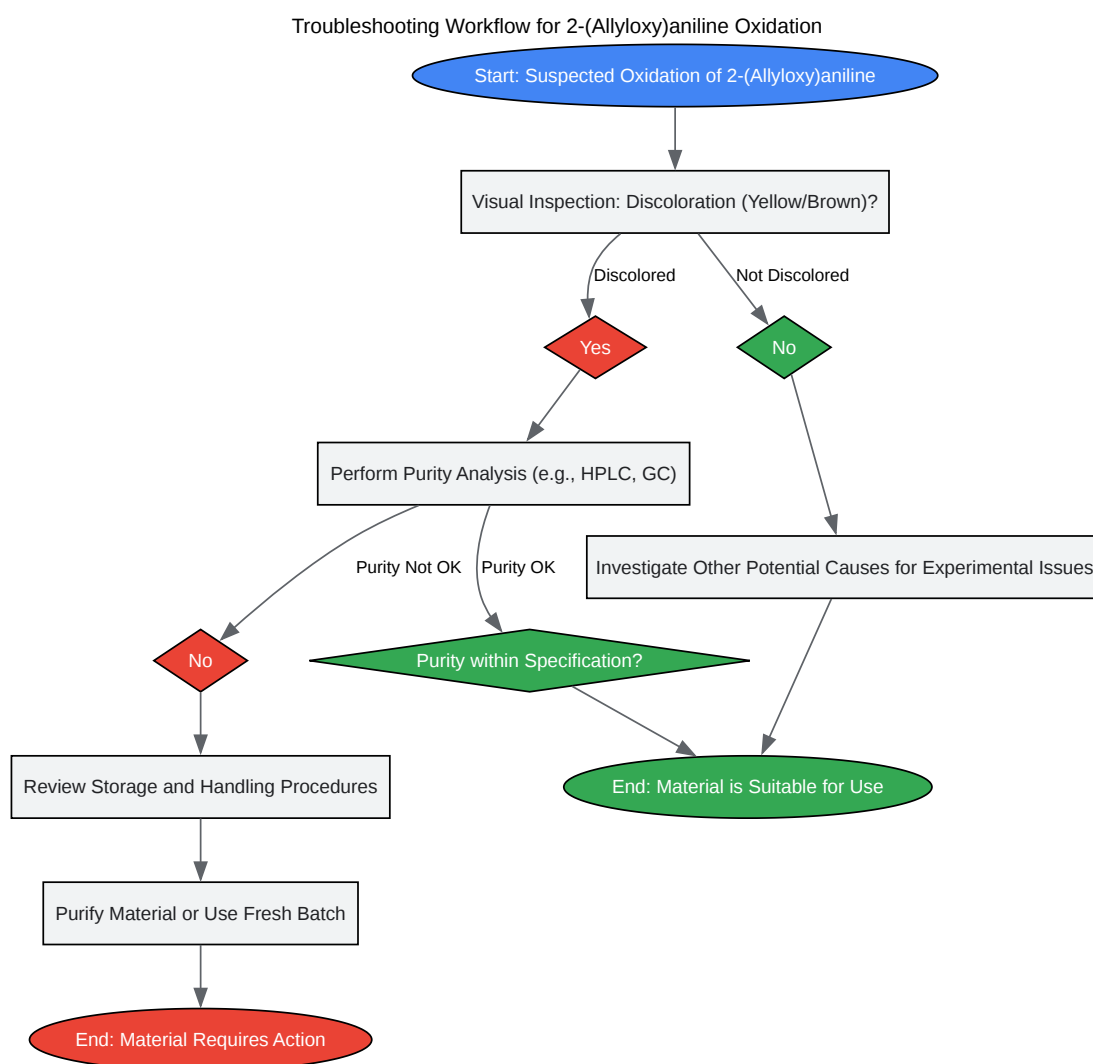 Troubleshooting Workflow for 2-(Allyloxy)aniline Oxidation
Start: Suspected Oxidation of 2-(Allyloxy)aniline
Visual Inspection: Discoloration (Yellow/Brown)?
Discolored
Not Discolored
Yes
No
Perform Purity Analysis (e.g., HPLC, GC)
Investigate Other Potential Causes for Experimental Issues
Purity Not OK
Purity OK
No
Purity within Specification?
Review Storage and Handling Procedures
End: Material is Suitable for Use
Purify Material or Use Fresh Batch
End: Material Requires Action